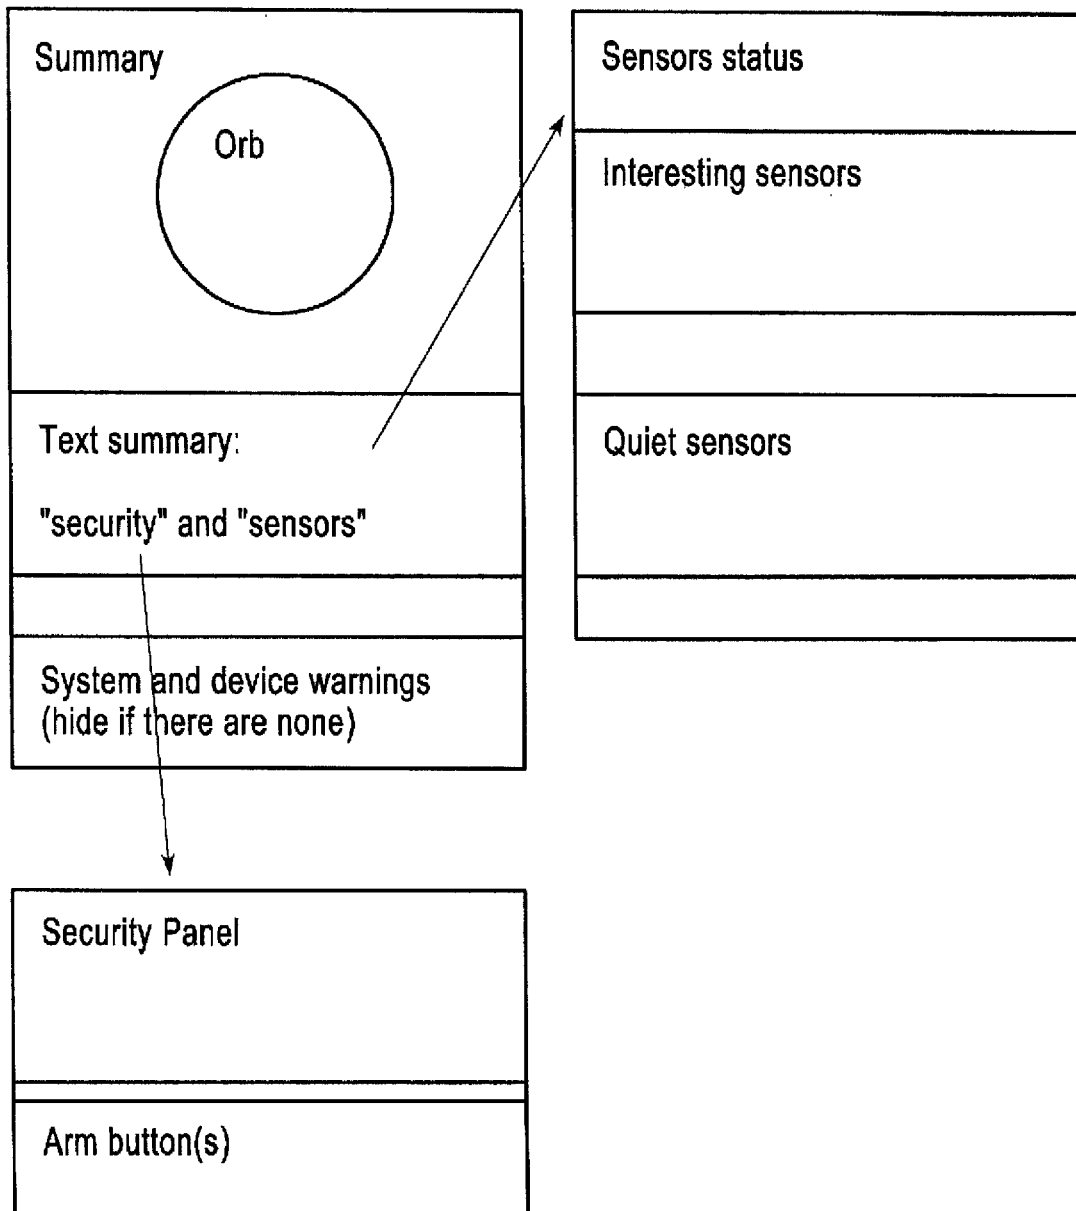 Summary
Orb
Text summary:
"security" and "sensors"
System and device warnings
(hide if there are none)
Sensors status
Interesting sensors
Quiet sensors
Security Panel
Arm button(s)